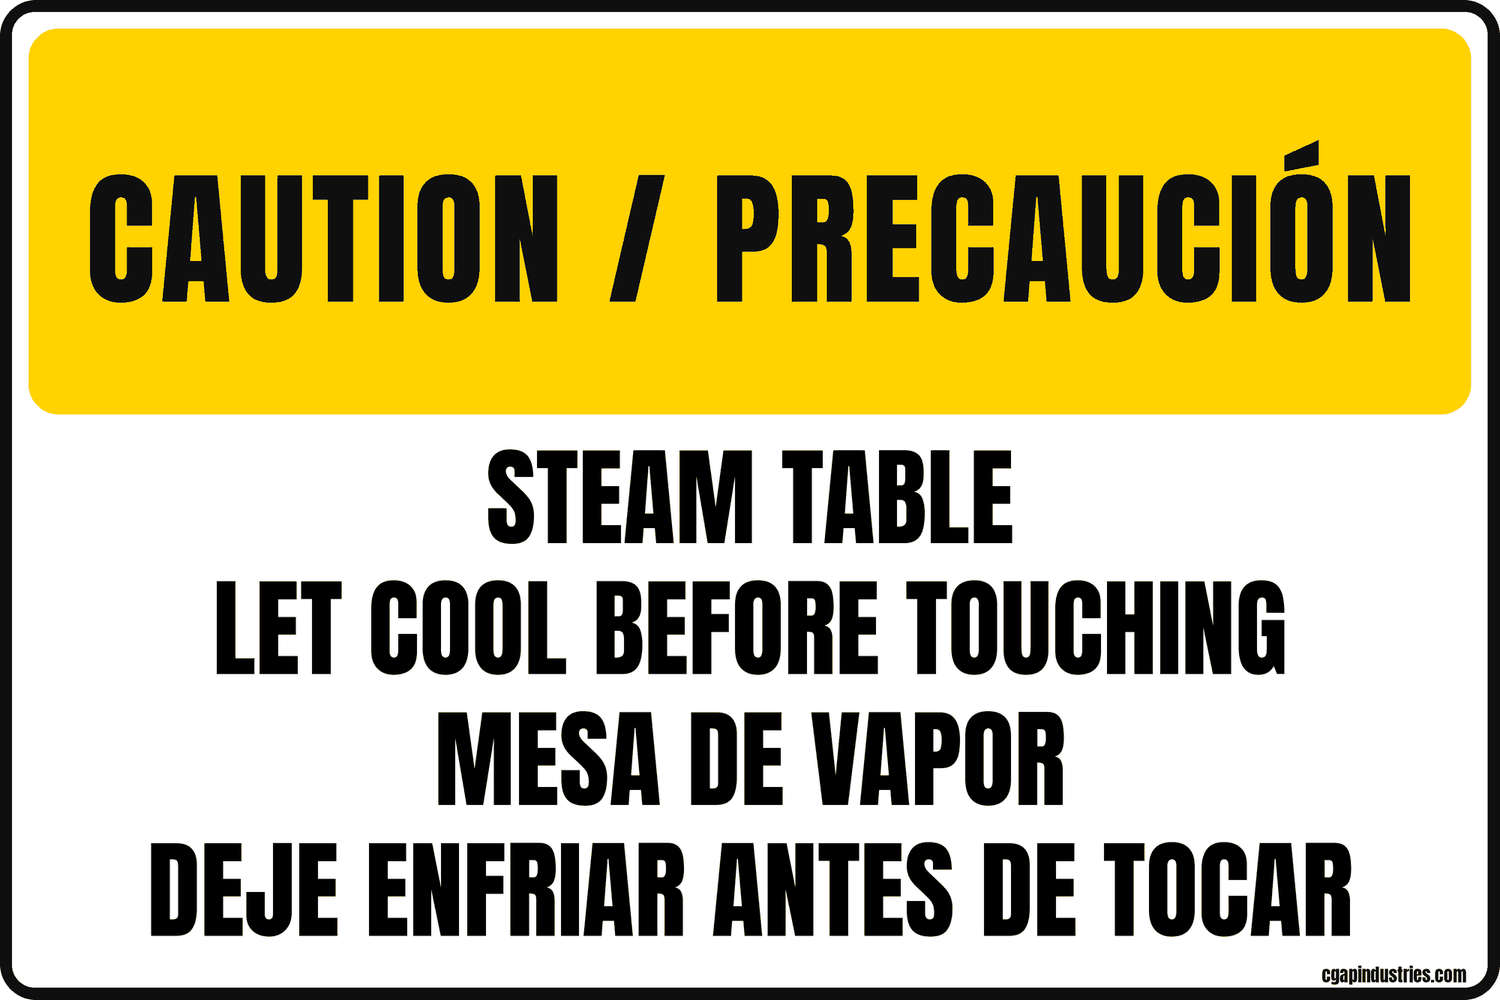 CAUTION / PRECAUCIÓN
STEAM TABLE
LET COOL BEFORE TOUCHING
MESA DE VAPOR
DEJE ENFRIAR ANTES DE TOCAR
cgapindustries.com